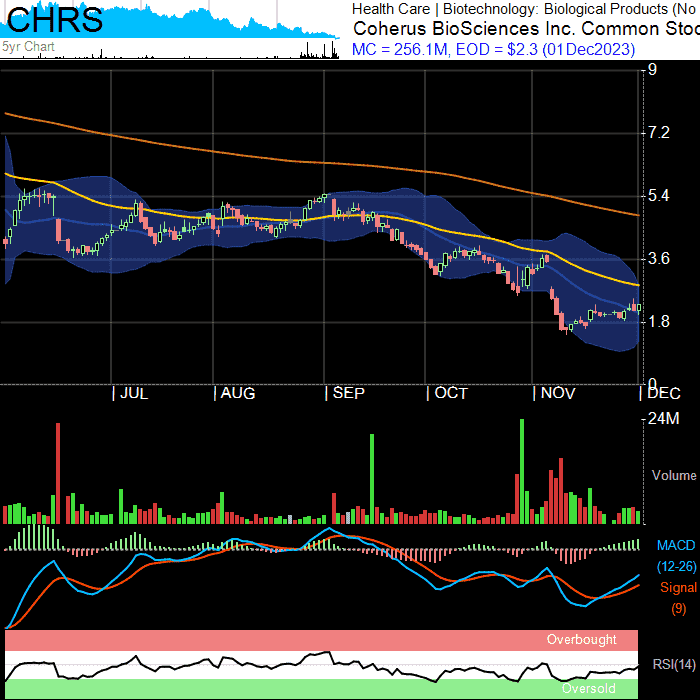 CHRS
5yr Chart
Health Care | Biotechnology: Biological Products (No
Coherus BioSciences Inc. Common Stoc
MC = 256.1M, EOD = $2.3 (01Dec2023)
9
7.2
5.4
3.6
1.8
0
JUL AUG SEP OCT NOV DEC
24M
Volume
MACD
(12-26)
Signal
(9)
Overbought
RSI(14)
Oversold